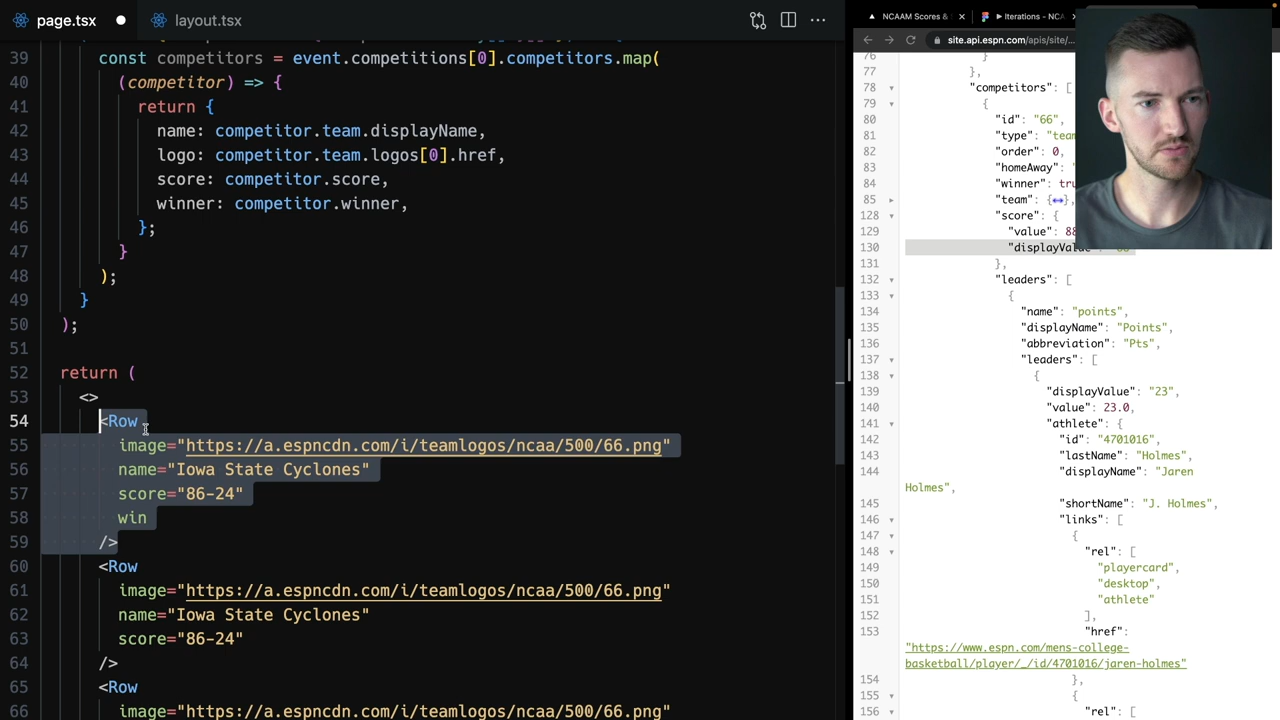 page.tsx
layout.tsx
NCAAM Scores &
Iterations - NCA
site.api.espn.com/apis/site/...
39 const competitors = event.competitions[0].competitors.map(
40 (competitor) => {
41 return {
42 name: competitor.team.displayName,
43 logo: competitor.team.logos[0].href,
44 score: competitor.score,
45 winner: competitor.winner,
46 };
47 }
48 );
49 }
50 );
51
52 return (
53 <>
54 <Row
55 image="https://a.espncdn.com/i/teamlogos/ncaa/500/66.png"
56 name="Iowa State Cyclones"
57 score="86-24"
58 win
59 />
60 <Row
61 image="https://a.espncdn.com/i/teamlogos/ncaa/500/66.png"
62 name="Iowa State Cyclones"
63 score="86-24"
64 />
65 <Row
66 image="https://a.espncdn.com/i/teamlogos/ncaa/500/66.png"
76 }
77 },
78 "competitors": [
79 {
80 "id": "66",
81 "type": "team
82 "order": 0,
83 "homeAway":
84 "winner": tru
85 "team": {↔},
128 "score": {
129 "value": 88
130 "displayValu
131 },
132 "leaders": [
133 {
134 "name": "points",
135 "displayName": "Points",
136 "abbreviation": "Pts",
137 "leaders": [
138 {
139 "displayValue": "23",
140 "value": 23.0,
141 "athlete": {
142 "id": "4701016",
143 "lastName": "Holmes",
144 "displayName": "Jaren
Holmes",
145 "shortName": "J. Holmes",
146 "links": [
147 {
148 "rel": [
149 "playercard",
150 "desktop",
151 "athlete"
152 ],
153 "href":
"https://www.espn.com/mens-college-
basketball/player/_/id/4701016/jaren-holmes"
154 },
155 {
156 "rel": [